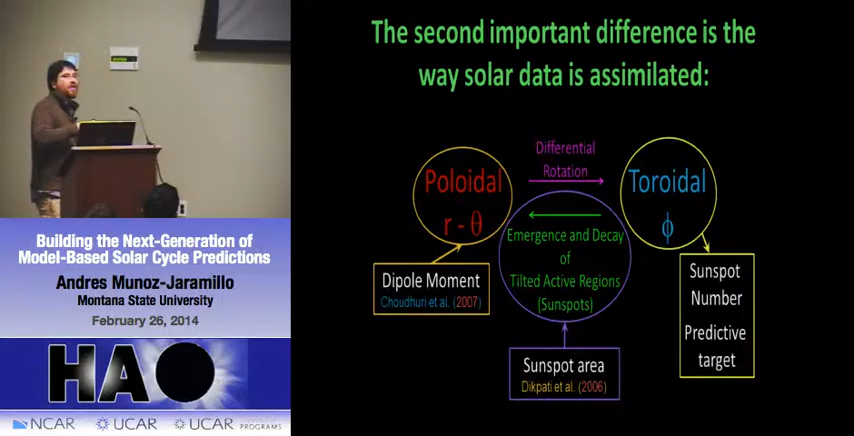 The second important difference is the
way solar data is assimilated:
Differential
Rotation
Poloidal
r - θ
Toroidal
ϕ
Emergence and Decay
of
Tilted Active Regions
(Sunspots)
Dipole Moment
Choudhuri et al. (2007)
Sunspot
Number
Predictive
target
Sunspot area
Dikpati et al. (2006)
Building the Next-Generation of
Model-Based Solar Cycle Predictions
Andres Munoz-Jaramillo
Montana State University
February 26, 2014
HAO
NCAR
UCAR
UCAR
PROGRAMS